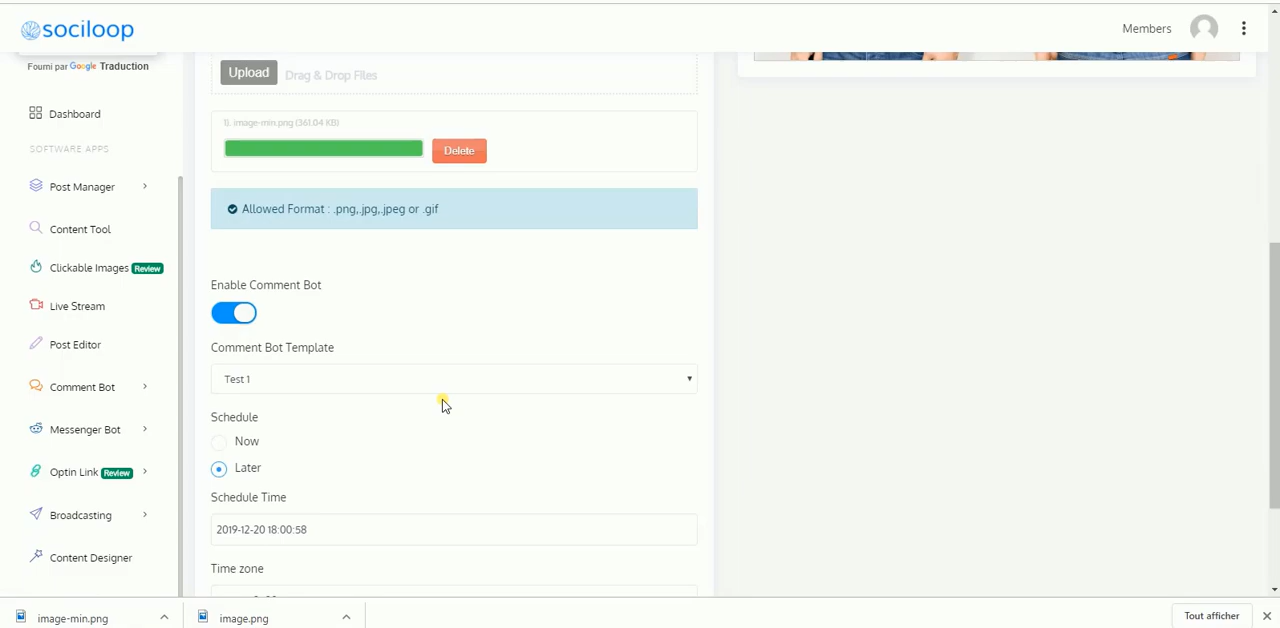 sociloop
Members
Fourni par Google Traduction
Upload
Drag & Drop Files
Dashboard
1). image-min.png (361.04 KB)
Delete
SOFTWARE APPS
Post Manager
Allowed Format : .png,.jpg,.jpeg or .gif
Content Tool
Clickable Images Review
Enable Comment Bot
Live Stream
Post Editor
Comment Bot Template
Test 1
Comment Bot
Schedule
Messenger Bot
Now
Later
Optin Link Review
Schedule Time
Broadcasting
2019-12-20 18:00:58
Content Designer
Time zone
image-min.png
image.png
Tout afficher